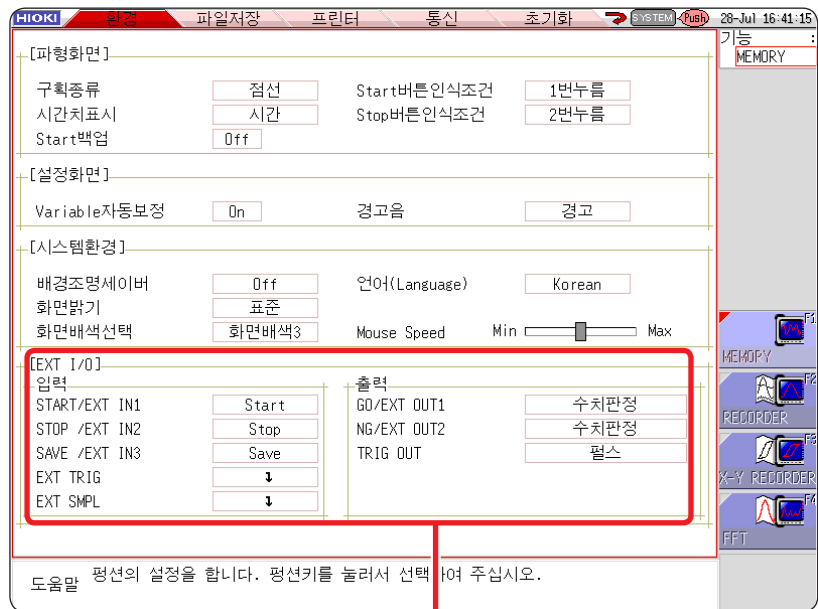 HIOKI 환경 파일저장 프린터 통신 초기화 SYSTEM Push 28-Jul 16:41:15
기능 :
MEMORY
[파형화면]
구획종류 점선 Start버튼인식조건 1번누름
시간치표시 시간 Stop버튼인식조건 2번누름
Start백업 Off
[설정화면]
Variable자동보정 On 경고음 경고
[시스템환경]
배경조명세이버 Off 언어(Language) Korean
화면밝기 표준
화면배색선택 화면배색3 Mouse Speed Min Max
[EXT I/O]
입력 출력
START/EXT IN1 Start GO/EXT OUT1 수치판정
STOP /EXT IN2 Stop NG/EXT OUT2 수치판정
SAVE /EXT IN3 Save TRIG OUT 펄스
EXT TRIG ↴
EXT SMPL ↴
F1
MEMORY
F2
RECORDER
F3
X-Y RECORDER
F4
FFT
도움말 펑션의 설정을 합니다. 펑션키를 눌러서 선택 하여 주십시오.